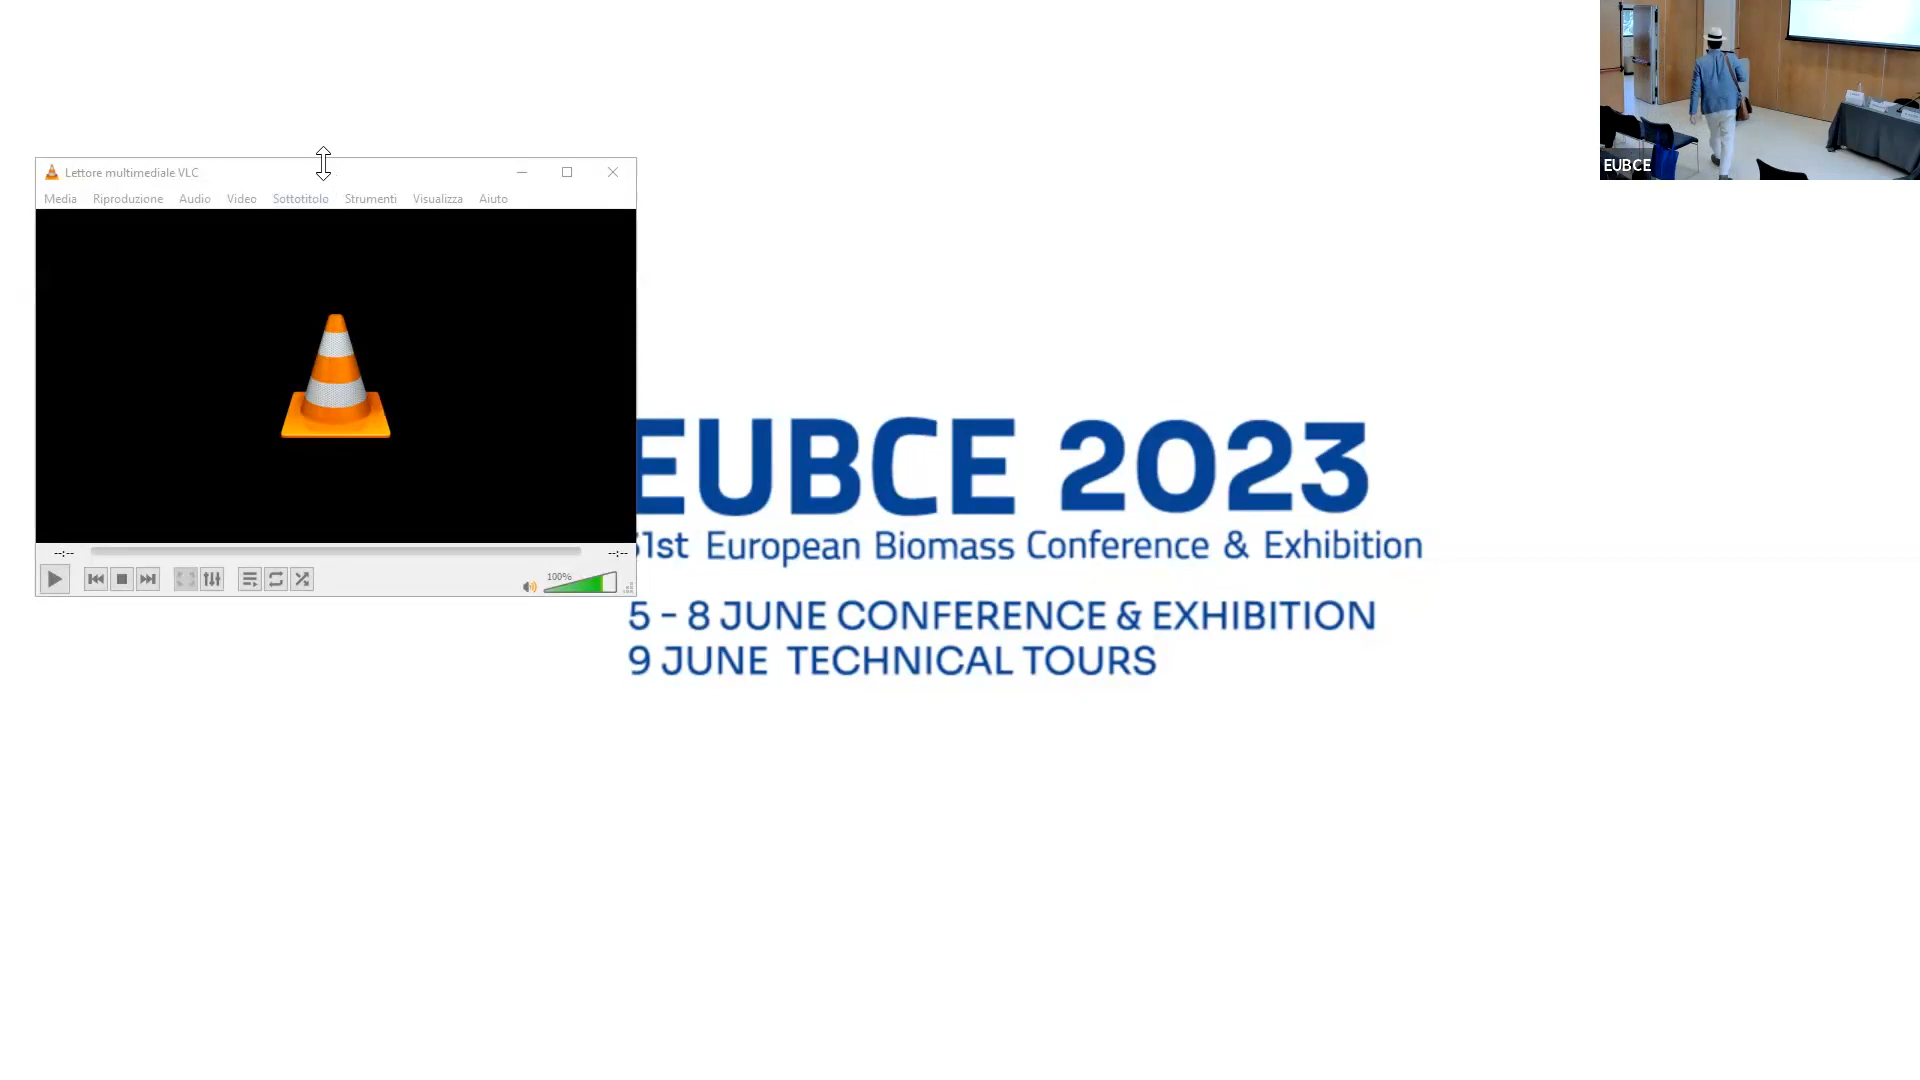 Lettore multimediale VLC
Media Riproduzione Audio Video Sottotitolo Strumenti Visualizza Aiuto
--:-- --:--
100%
EUBCE 2023
1st European Biomass Conference & Exhibition
5 - 8 JUNE CONFERENCE & EXHIBITION
9 JUNE TECHNICAL TOURS
EUBCE